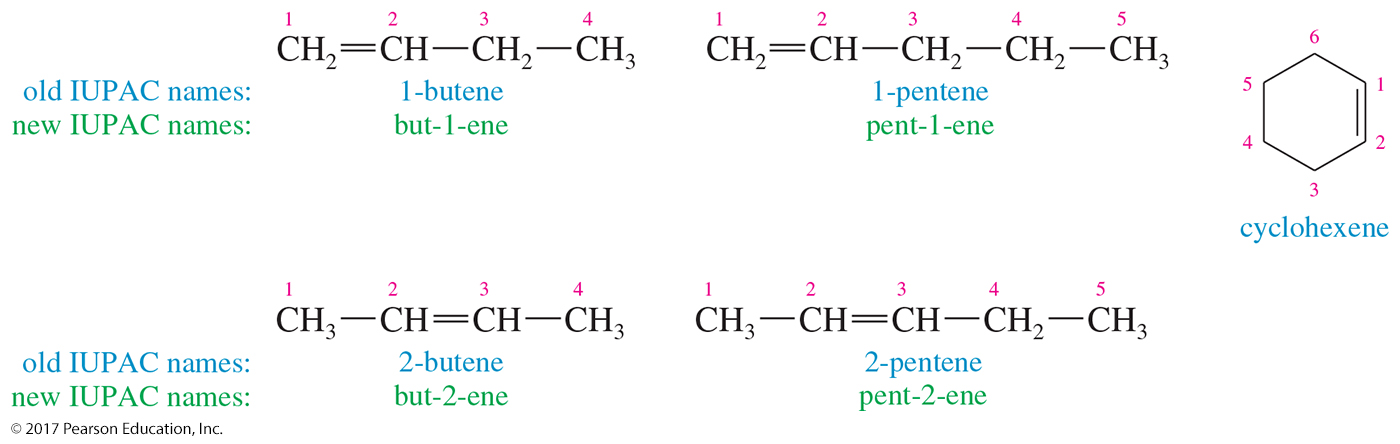 1 2 3 4
CH₂=CH—CH₂—CH₃
1 2 3 4 5
CH₂=CH—CH₂—CH₂—CH₃
old IUPAC names: 1-butene 1-pentene
new IUPAC names: but-1-ene pent-1-ene
6
5 1
4 2
3
cyclohexene
1 2 3 4
CH₃—CH=CH—CH₃
1 2 3 4 5
CH₃—CH=CH—CH₂—CH₃
old IUPAC names: 2-butene 2-pentene
new IUPAC names: but-2-ene pent-2-ene
© 2017 Pearson Education, Inc.